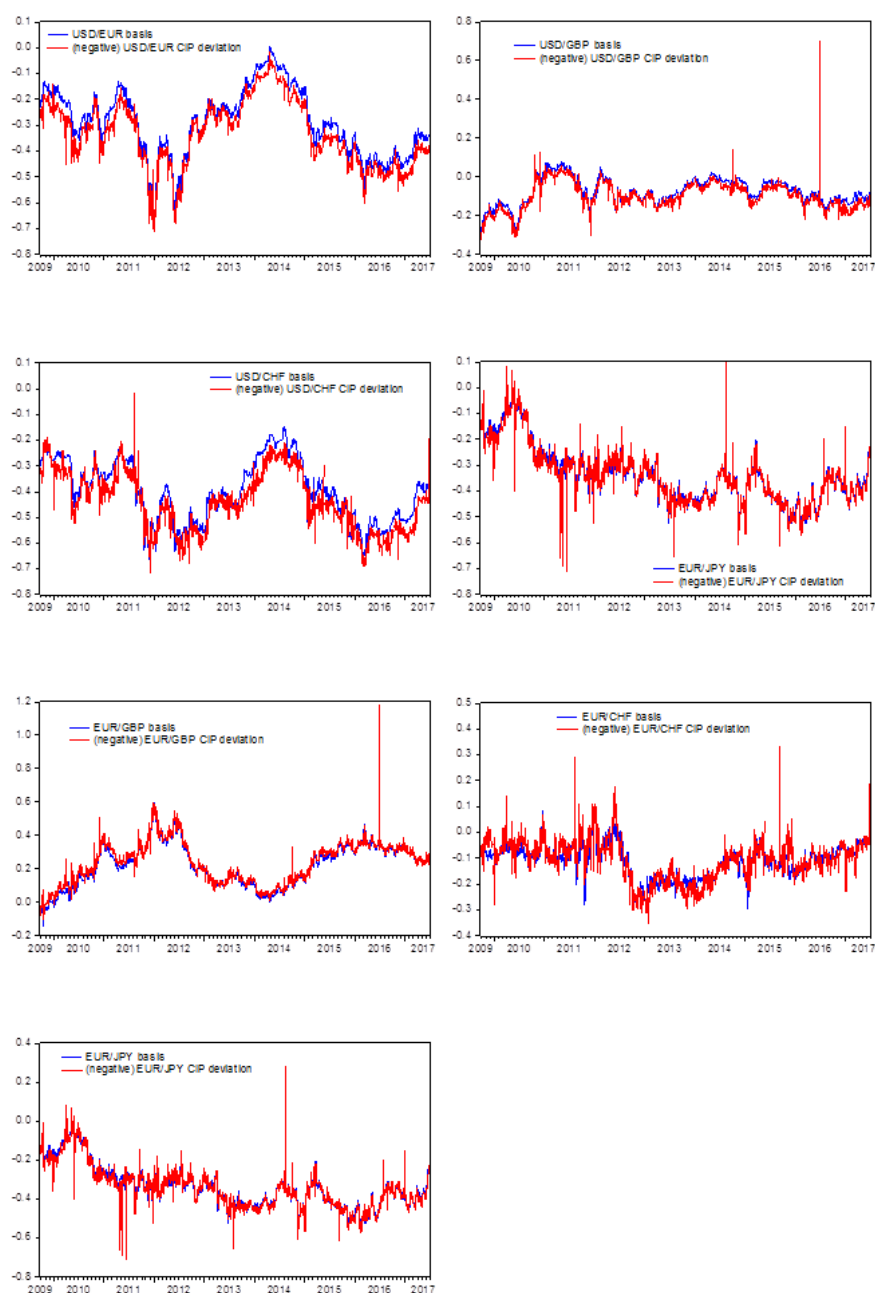 USD/EUR basis
(negative) USD/EUR CIP deviation
0.1
0.0
-0.1
-0.2
-0.3
-0.4
-0.5
-0.6
-0.7
-0.8
2009 2010 2011 2012 2013 2014 2015 2016 2017
USD/GBP basis
(negative) USD/GBP CIP deviation
0.8
0.6
0.4
0.2
0.0
-0.2
-0.4
2009 2010 2011 2012 2013 2014 2015 2016 2017
USD/CHF basis
(negative) USD/CHF CIP deviation
0.1
0.0
-0.1
-0.2
-0.3
-0.4
-0.5
-0.6
-0.7
-0.8
2009 2010 2011 2012 2013 2014 2015 2016 2017
0.1
0.0
-0.1
-0.2
-0.3
-0.4
-0.5
-0.6
-0.7
-0.8
EUR/JPY basis
(negative) EUR/JPY CIP deviation
2009 2010 2011 2012 2013 2014 2015 2016 2017
EUR/GBP basis
(negative) EUR/GBP CIP deviation
1.2
1.0
0.8
0.6
0.4
0.2
0.0
-0.2
2009 2010 2011 2012 2013 2014 2015 2016 2017
EUR/CHF basis
(negative) EUR/CHF CIP deviation
0.5
0.4
0.3
0.2
0.1
0.0
-0.1
-0.2
-0.3
-0.4
2009 2010 2011 2012 2013 2014 2015 2016 2017
EUR/JPY basis
(negative) EUR/JPY CIP deviation
0.4
0.2
0.0
-0.2
-0.4
-0.6
-0.8
2009 2010 2011 2012 2013 2014 2015 2016 2017